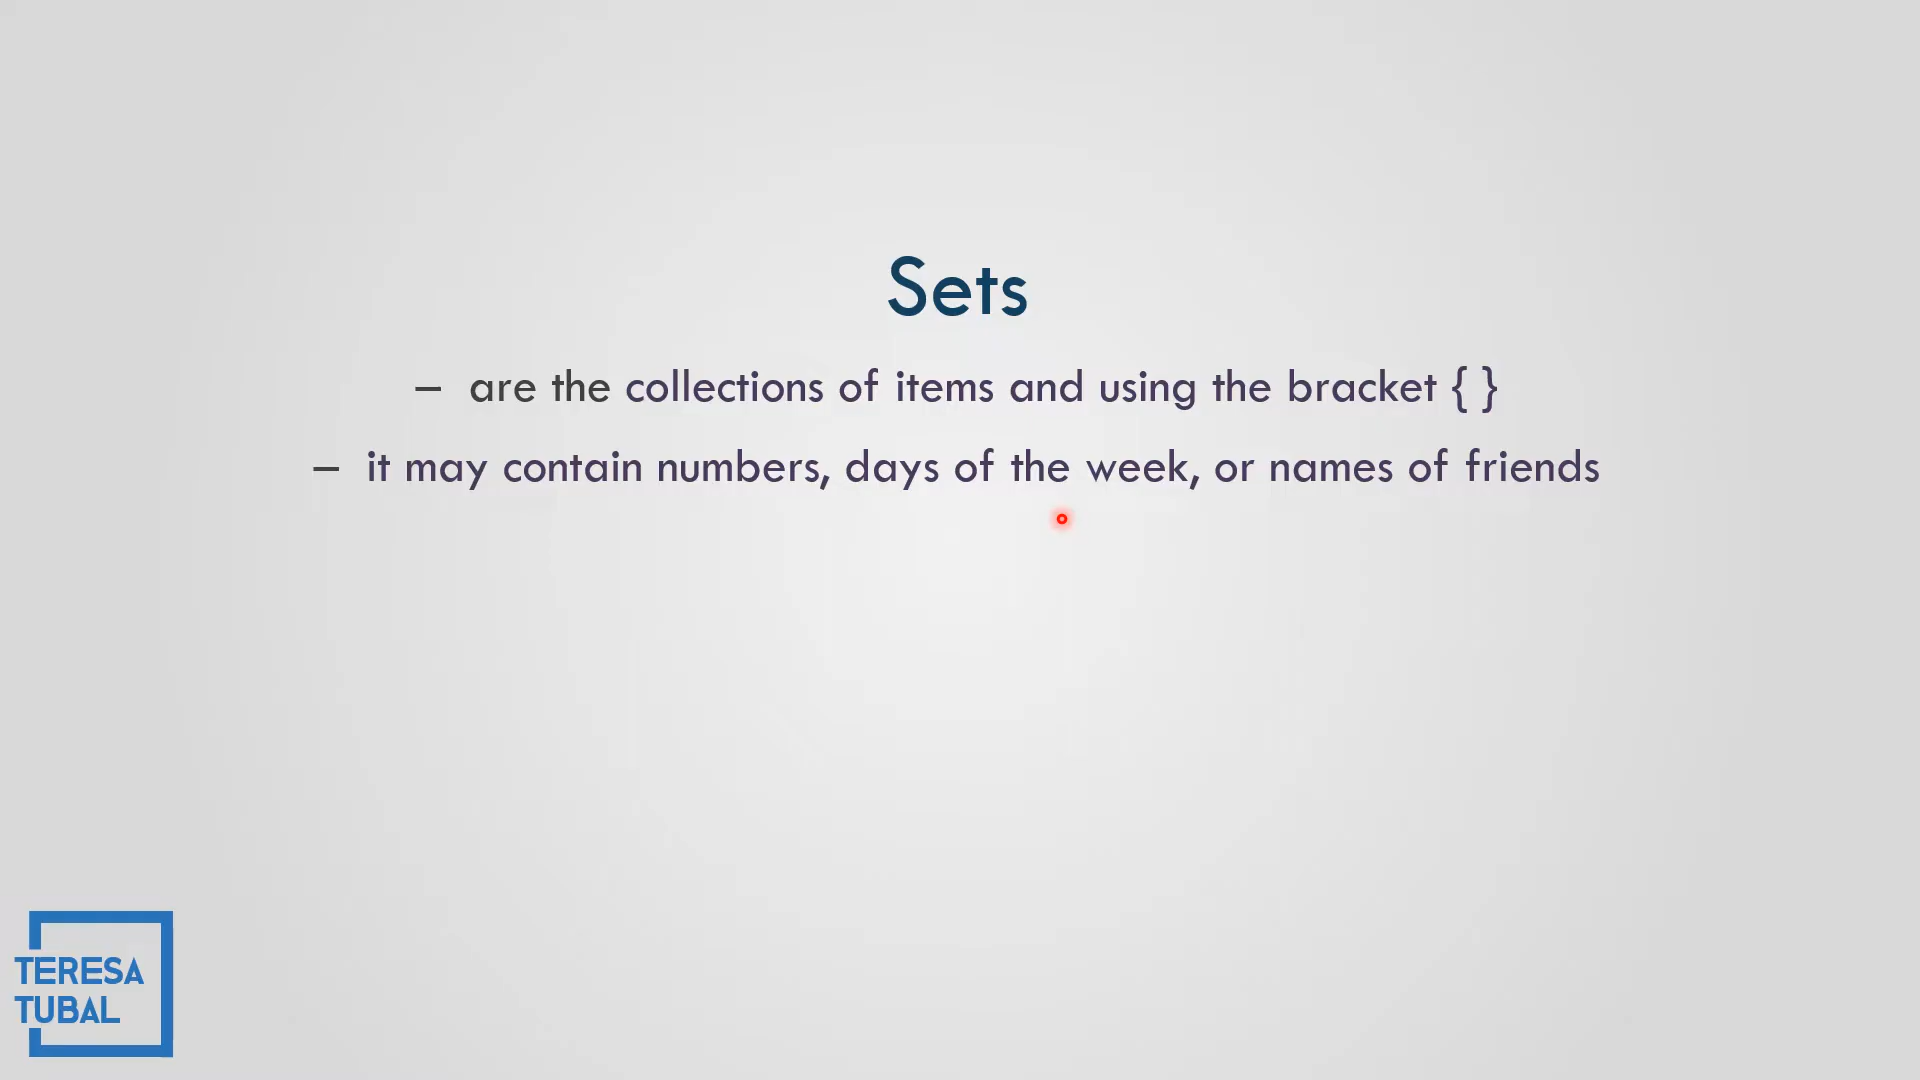 Sets
– are the collections of items and using the bracket { }
– it may contain numbers, days of the week, or names of friends
TERESA
TUBAL